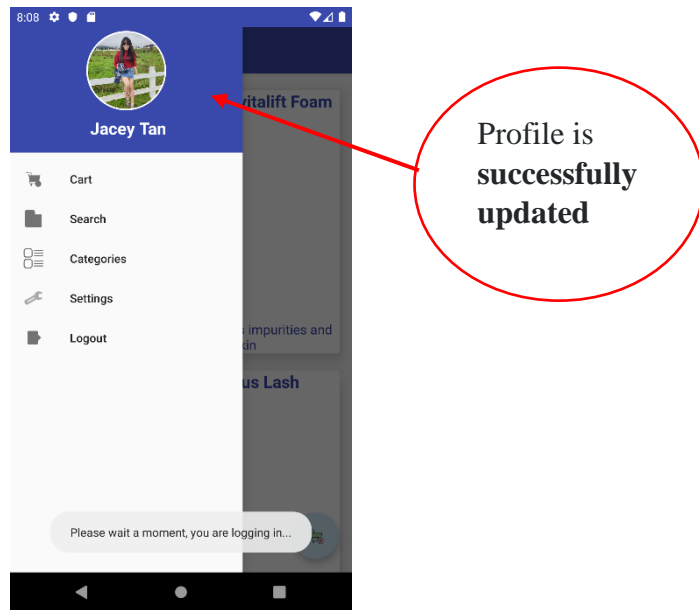 8:08
vitalift Foam
Jacey Tan
Cart
Search
Categories
Settings
Logout
impurities and
us Lash
Please wait a moment, you are logging in...
Profile is
successfully
updated